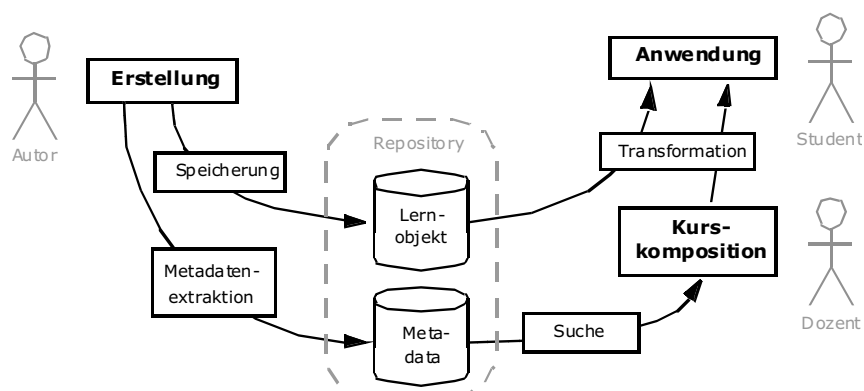 Erstellung
Autor
Speicherung
Metadaten-
extraktion
Repository
Lern-
objekt
Meta-
data
Suche
Anwendung
Transformation
Kurs-
komposition
Student
Dozent